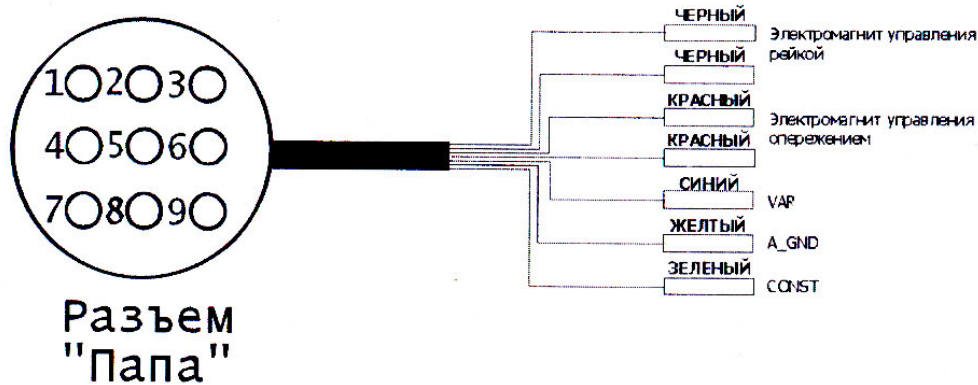 1 2 3
4 5 6
7 8 9
Разъем
"Папа"
ЧЕРНЫЙ
Электромагнит управления
рейкой
ЧЕРНЫЙ
КРАСНЫЙ
Электромагнит управления
опережением
КРАСНЫЙ
СИНИЙ
VAR
ЖЕЛТЫЙ
A_GND
ЗЕЛЕНЫЙ
CONST